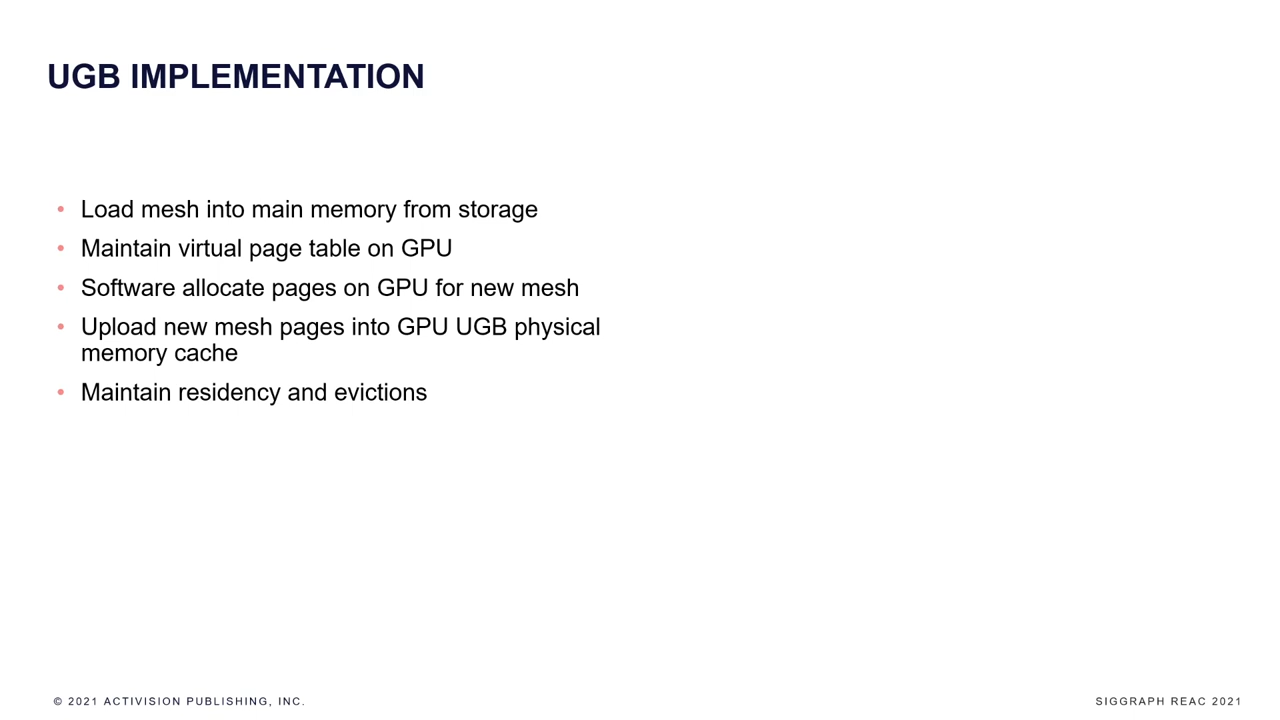 UGB IMPLEMENTATION
• Load mesh into main memory from storage
• Maintain virtual page table on GPU
• Software allocate pages on GPU for new mesh
• Upload new mesh pages into GPU UGB physical
memory cache
• Maintain residency and evictions
© 2021 ACTIVISION PUBLISHING, INC.
SIGGRAPH REAC 2021